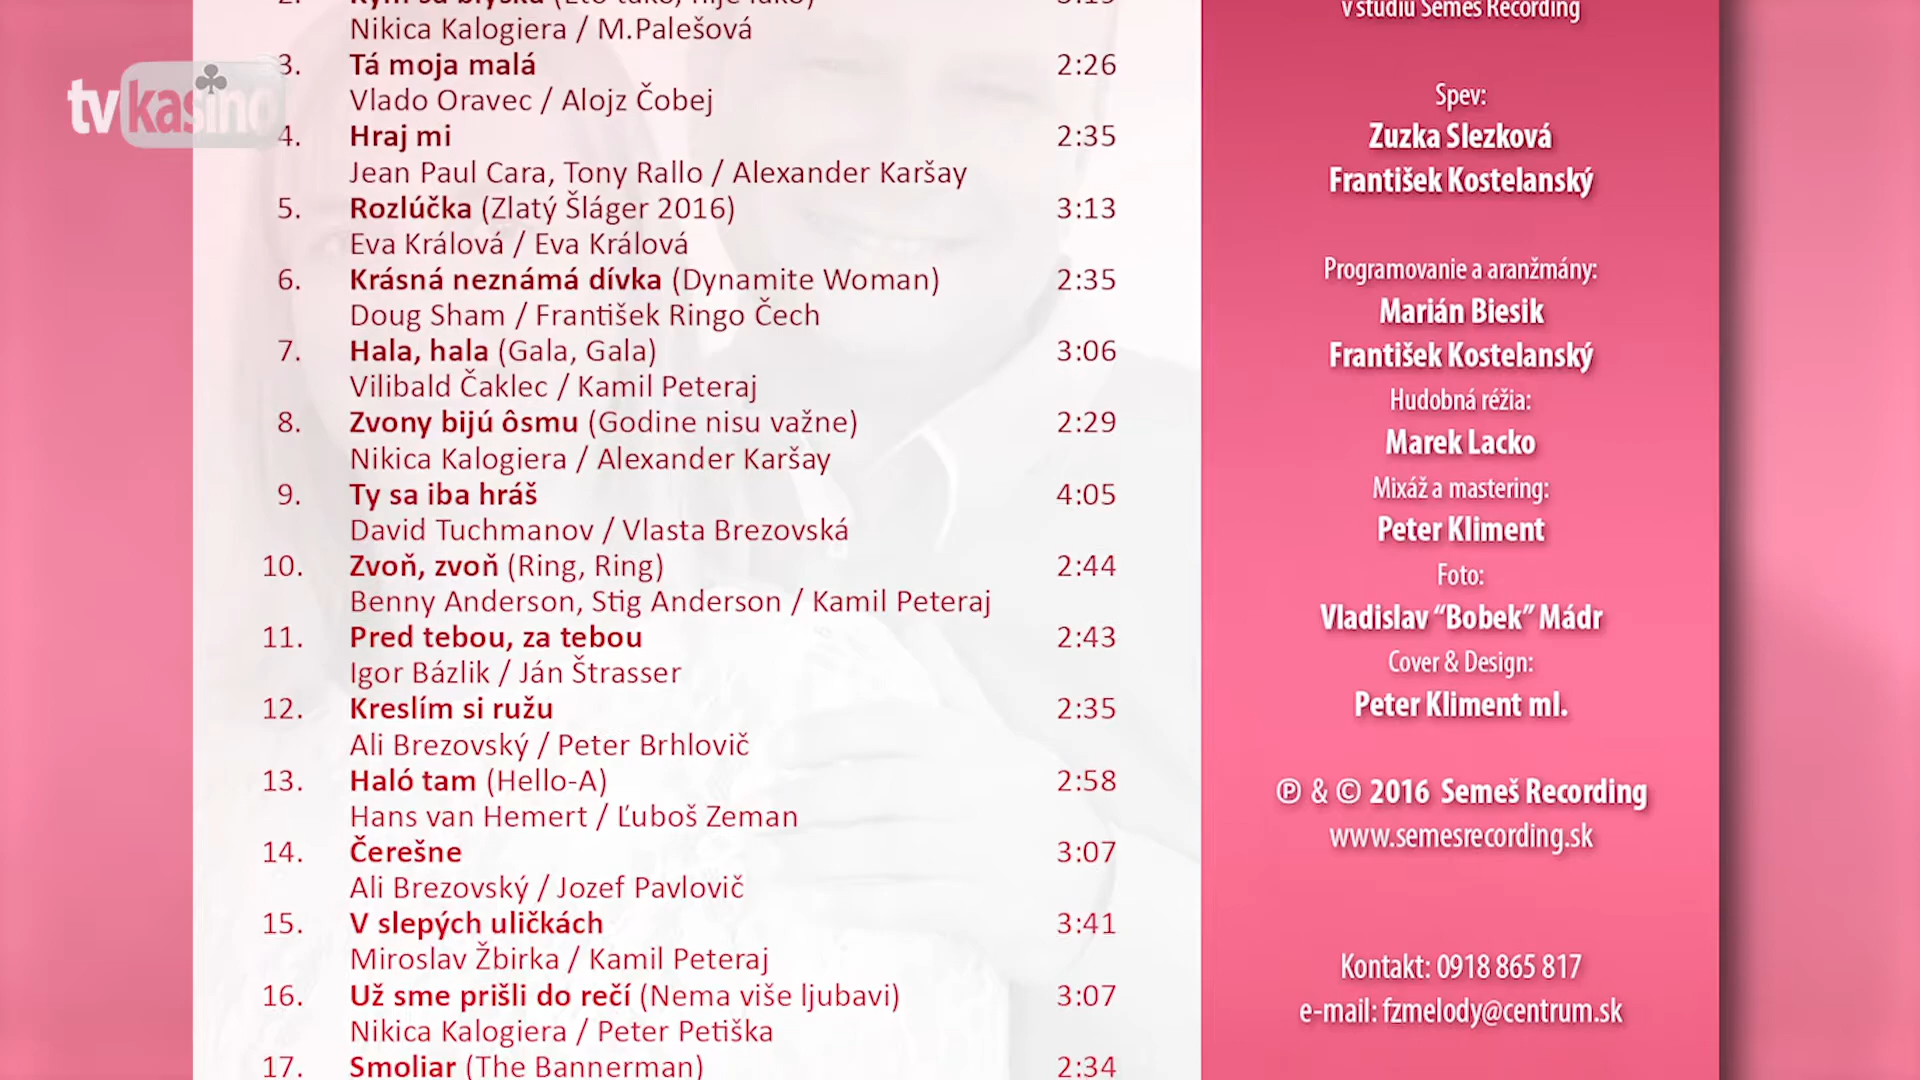 2. Kým sa blýska (Eto tako, nije lako) 3:15
Nikica Kalogiera / M.Palešová
tvkasino
3. Tá moja malá 2:26
Vlado Oravec / Alojz Čobej
4. Hraj mi 2:35
Jean Paul Cara, Tony Rallo / Alexander Karšay
5. Rozlúčka (Zlatý Šláger 2016) 3:13
Eva Králová / Eva Králová
6. Krásná neznámá dívka (Dynamite Woman) 2:35
Doug Sham / František Ringo Čech
7. Hala, hala (Gala, Gala) 3:06
Vilibald Čaklec / Kamil Peteraj
8. Zvony bijú ôsmu (Godine nisu važne) 2:29
Nikica Kalogiera / Alexander Karšay
9. Ty sa iba hráš 4:05
David Tuchmanov / Vlasta Brezovská
10. Zvoň, zvoň (Ring, Ring) 2:44
Benny Anderson, Stig Anderson / Kamil Peteraj
11. Pred tebou, za tebou 2:43
Igor Bázlik / Ján Štrasser
12. Kreslím si ružu 2:35
Ali Brezovský / Peter Brhlovič
13. Haló tam (Hello-A) 2:58
Hans van Hemert / Ľuboš Zeman
14. Čerešne 3:07
Ali Brezovský / Jozef Pavlovič
15. V slepých uličkách 3:41
Miroslav Žbirka / Kamil Peteraj
16. Už sme prišli do rečí (Nema više ljubavi) 3:07
Nikica Kalogiera / Peter Petiška
17. Smoliar (The Bannerman) 2:34
v štúdiu Semeš Recording
Spev:
Zuzka Slezková
František Kostelanský
Programovanie a aranžmány:
Marián Biesik
František Kostelanský
Hudobná réžia:
Marek Lacko
Mixáž a mastering:
Peter Kliment
Foto:
Vladislav “Bobek” Mádr
Cover & Design:
Peter Kliment ml.
℗ & © 2016 Semeš Recording
www.semesrecording.sk
Kontakt: 0918 865 817
e-mail: fzmelody@centrum.sk